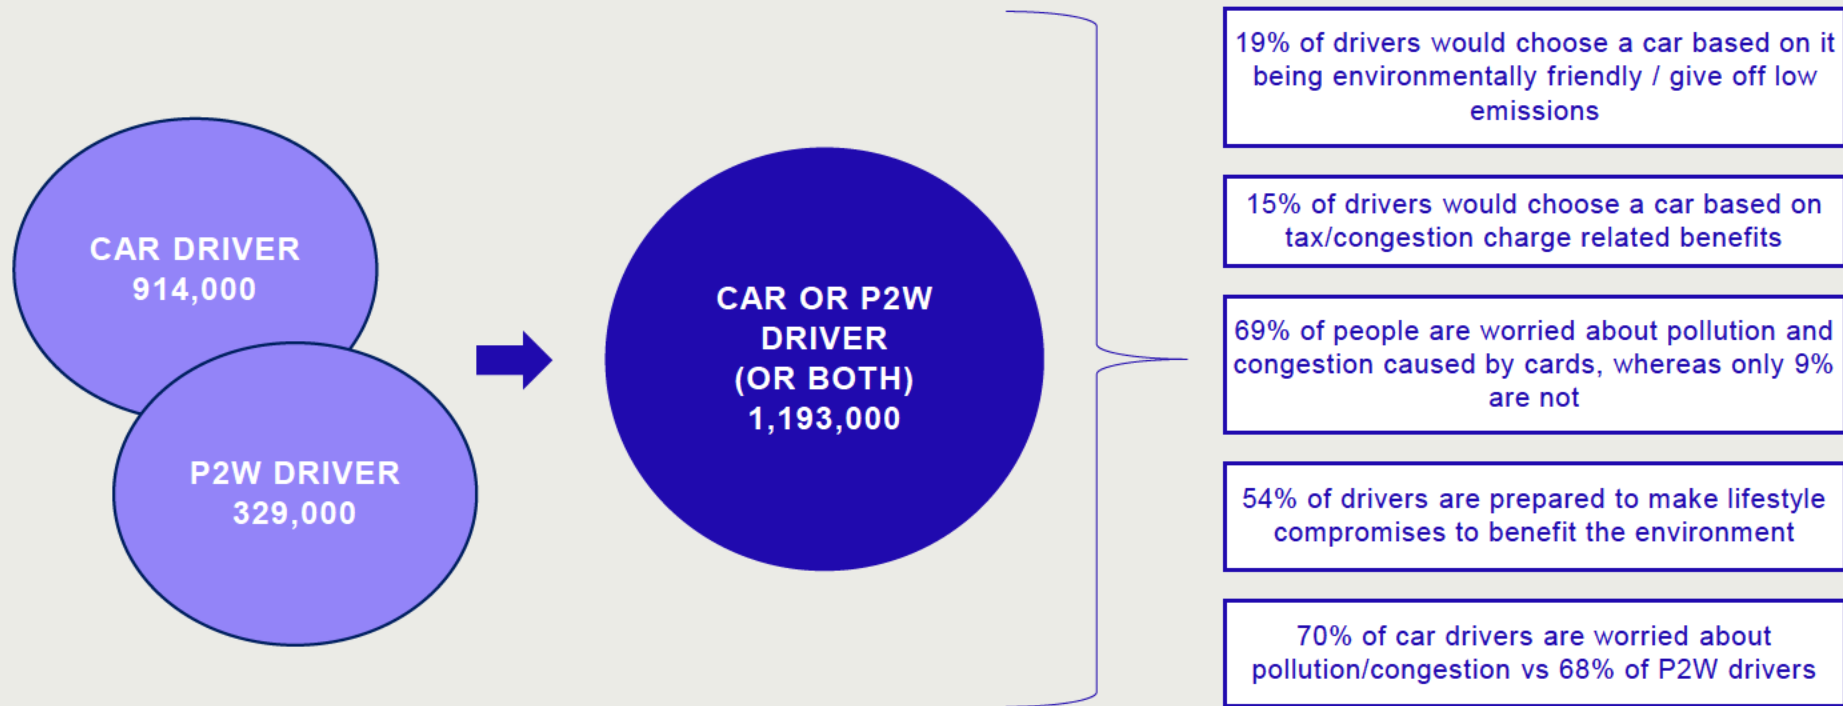 CAR DRIVER
914,000
P2W DRIVER
329,000
CAR OR P2W
DRIVER
(OR BOTH)
1,193,000
19% of drivers would choose a car based on it
being environmentally friendly / give off low
emissions
15% of drivers would choose a car based on
tax/congestion charge related benefits
69% of people are worried about pollution and
congestion caused by cards, whereas only 9%
are not
54% of drivers are prepared to make lifestyle
compromises to benefit the environment
70% of car drivers are worried about
pollution/congestion vs 68% of P2W drivers